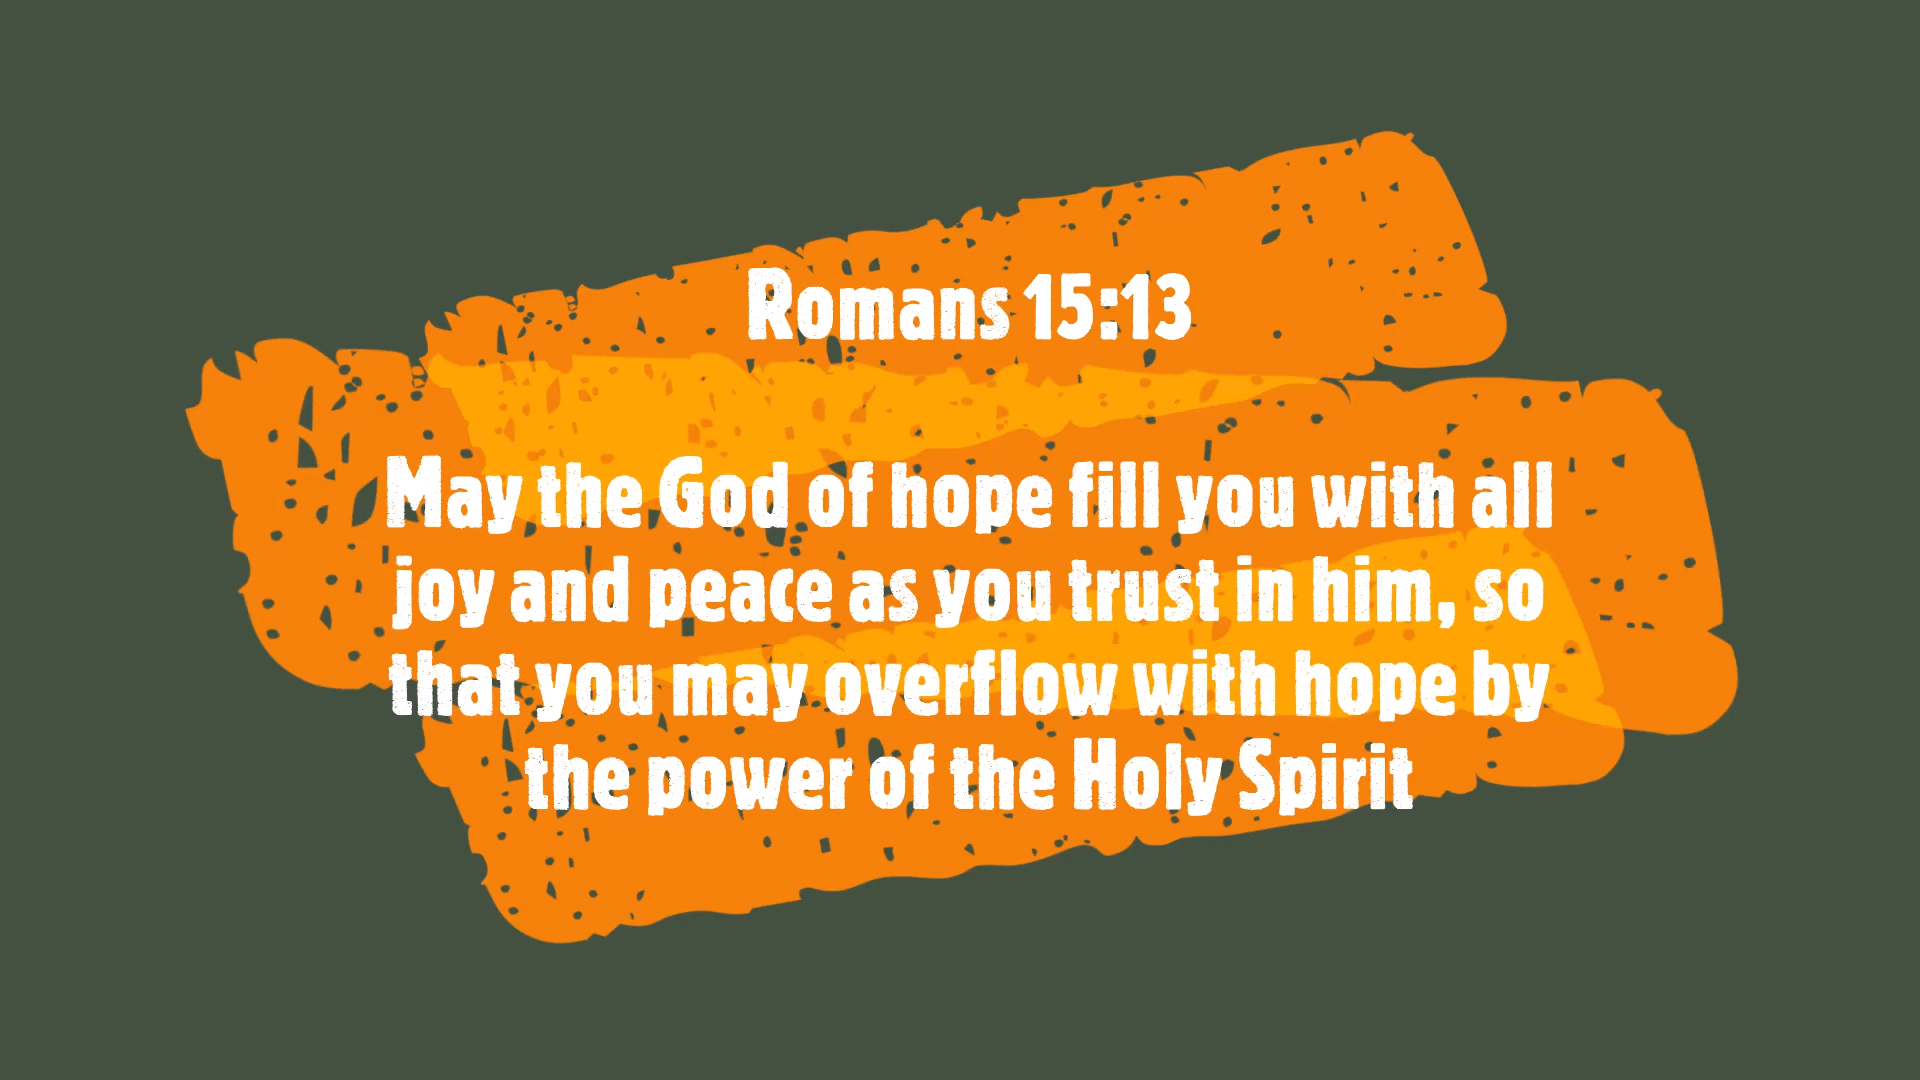 Romans 15:13
May the God of hope fill you with all
joy and peace as you trust in him, so
that you may overflow with hope by
the power of the Holy Spirit